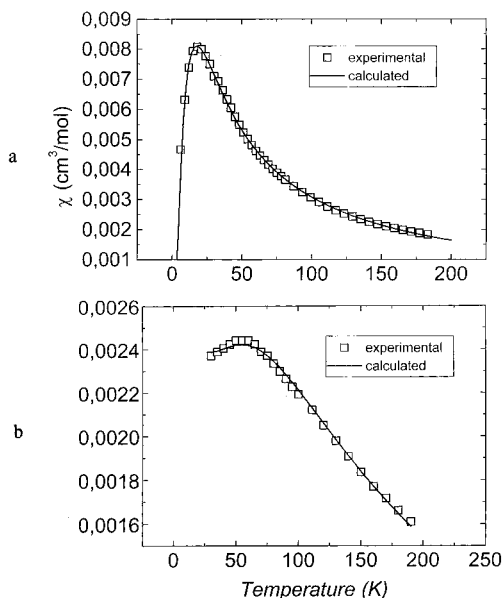 a
χ (cm³/mol)
0,009
0,008
0,007
0,006
0,005
0,004
0,003
0,002
0,001
experimental
calculated
0 50 100 150 200
b
0,0026
0,0024
0,0022
0,0020
0,0018
0,0016
experimental
calculated
0 50 100 150 200 250
Temperature (K)